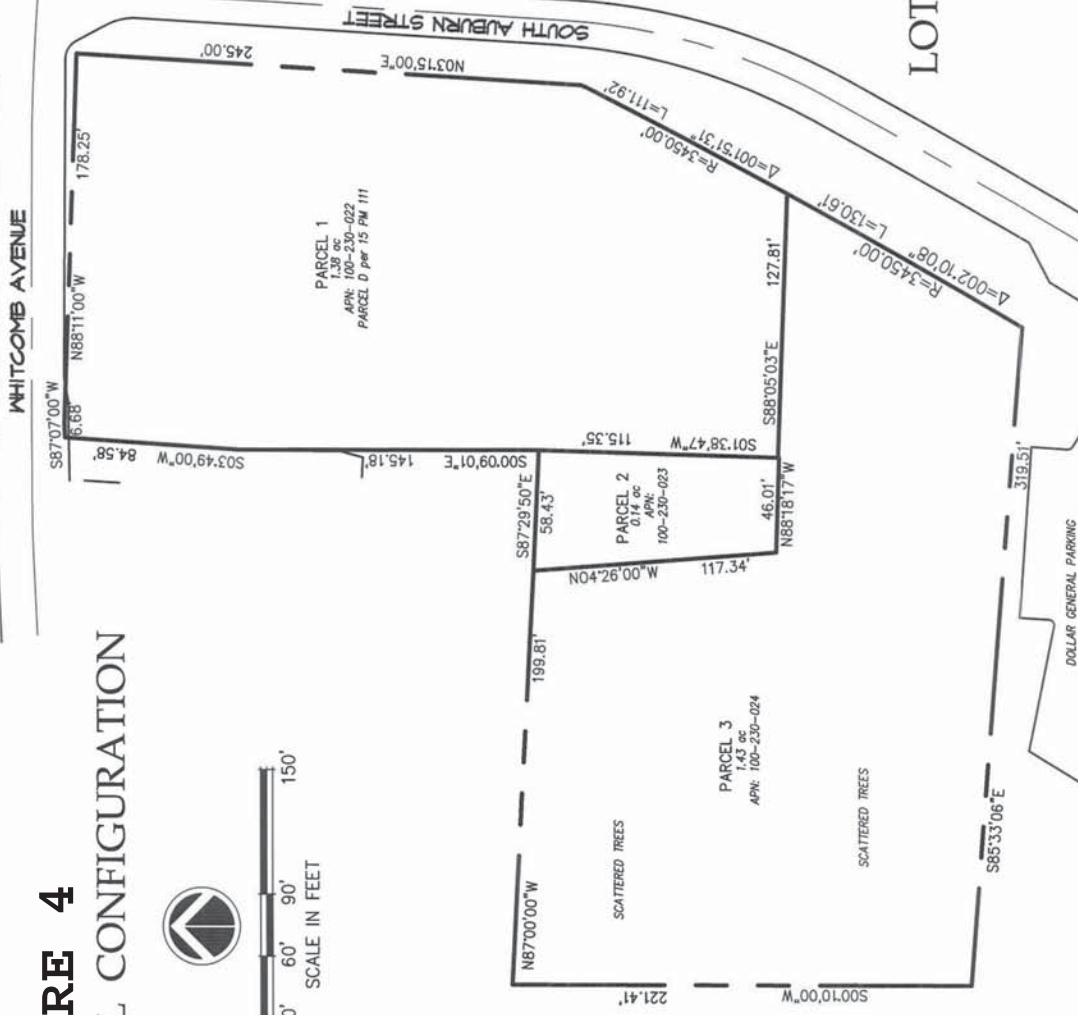 WHITCOMB AVENUE
SOUTH AUBURN STREET
S87°07'00"W
6.68'
N88°11'00"W
178.25'
245.00'
N03°15'00"E
L=111.92'
R=3450.00'
Δ=001°51'31"
PARCEL 1
1.38 ac
APN: 100-230-022
PARCEL D per 15 PM 111
84.58'
S03°49'00"W
145.18'
S00°09'01"E
115.35'
S01°38'47"W
S88°05'03"E
127.81'
L=130.61'
R=3450.00'
Δ=002°10'08"
S87°29'50"E
58.43'
PARCEL 2
0.14 ac
APN:
100-230-023
46.01'
N88°18'17"W
N04°26'00"W
117.34'
199.81'
N87°00'00"W
221.41'
S00°10'00"W
PARCEL 3
1.43 ac
APN: 100-230-024
SCATTERED TREES
SCATTERED TREES
S85°33'06"E
319.51'
DOLLAR GENERAL PARKING
LOT
RE 4
L CONFIGURATION
0'
60'
90'
150'
SCALE IN FEET